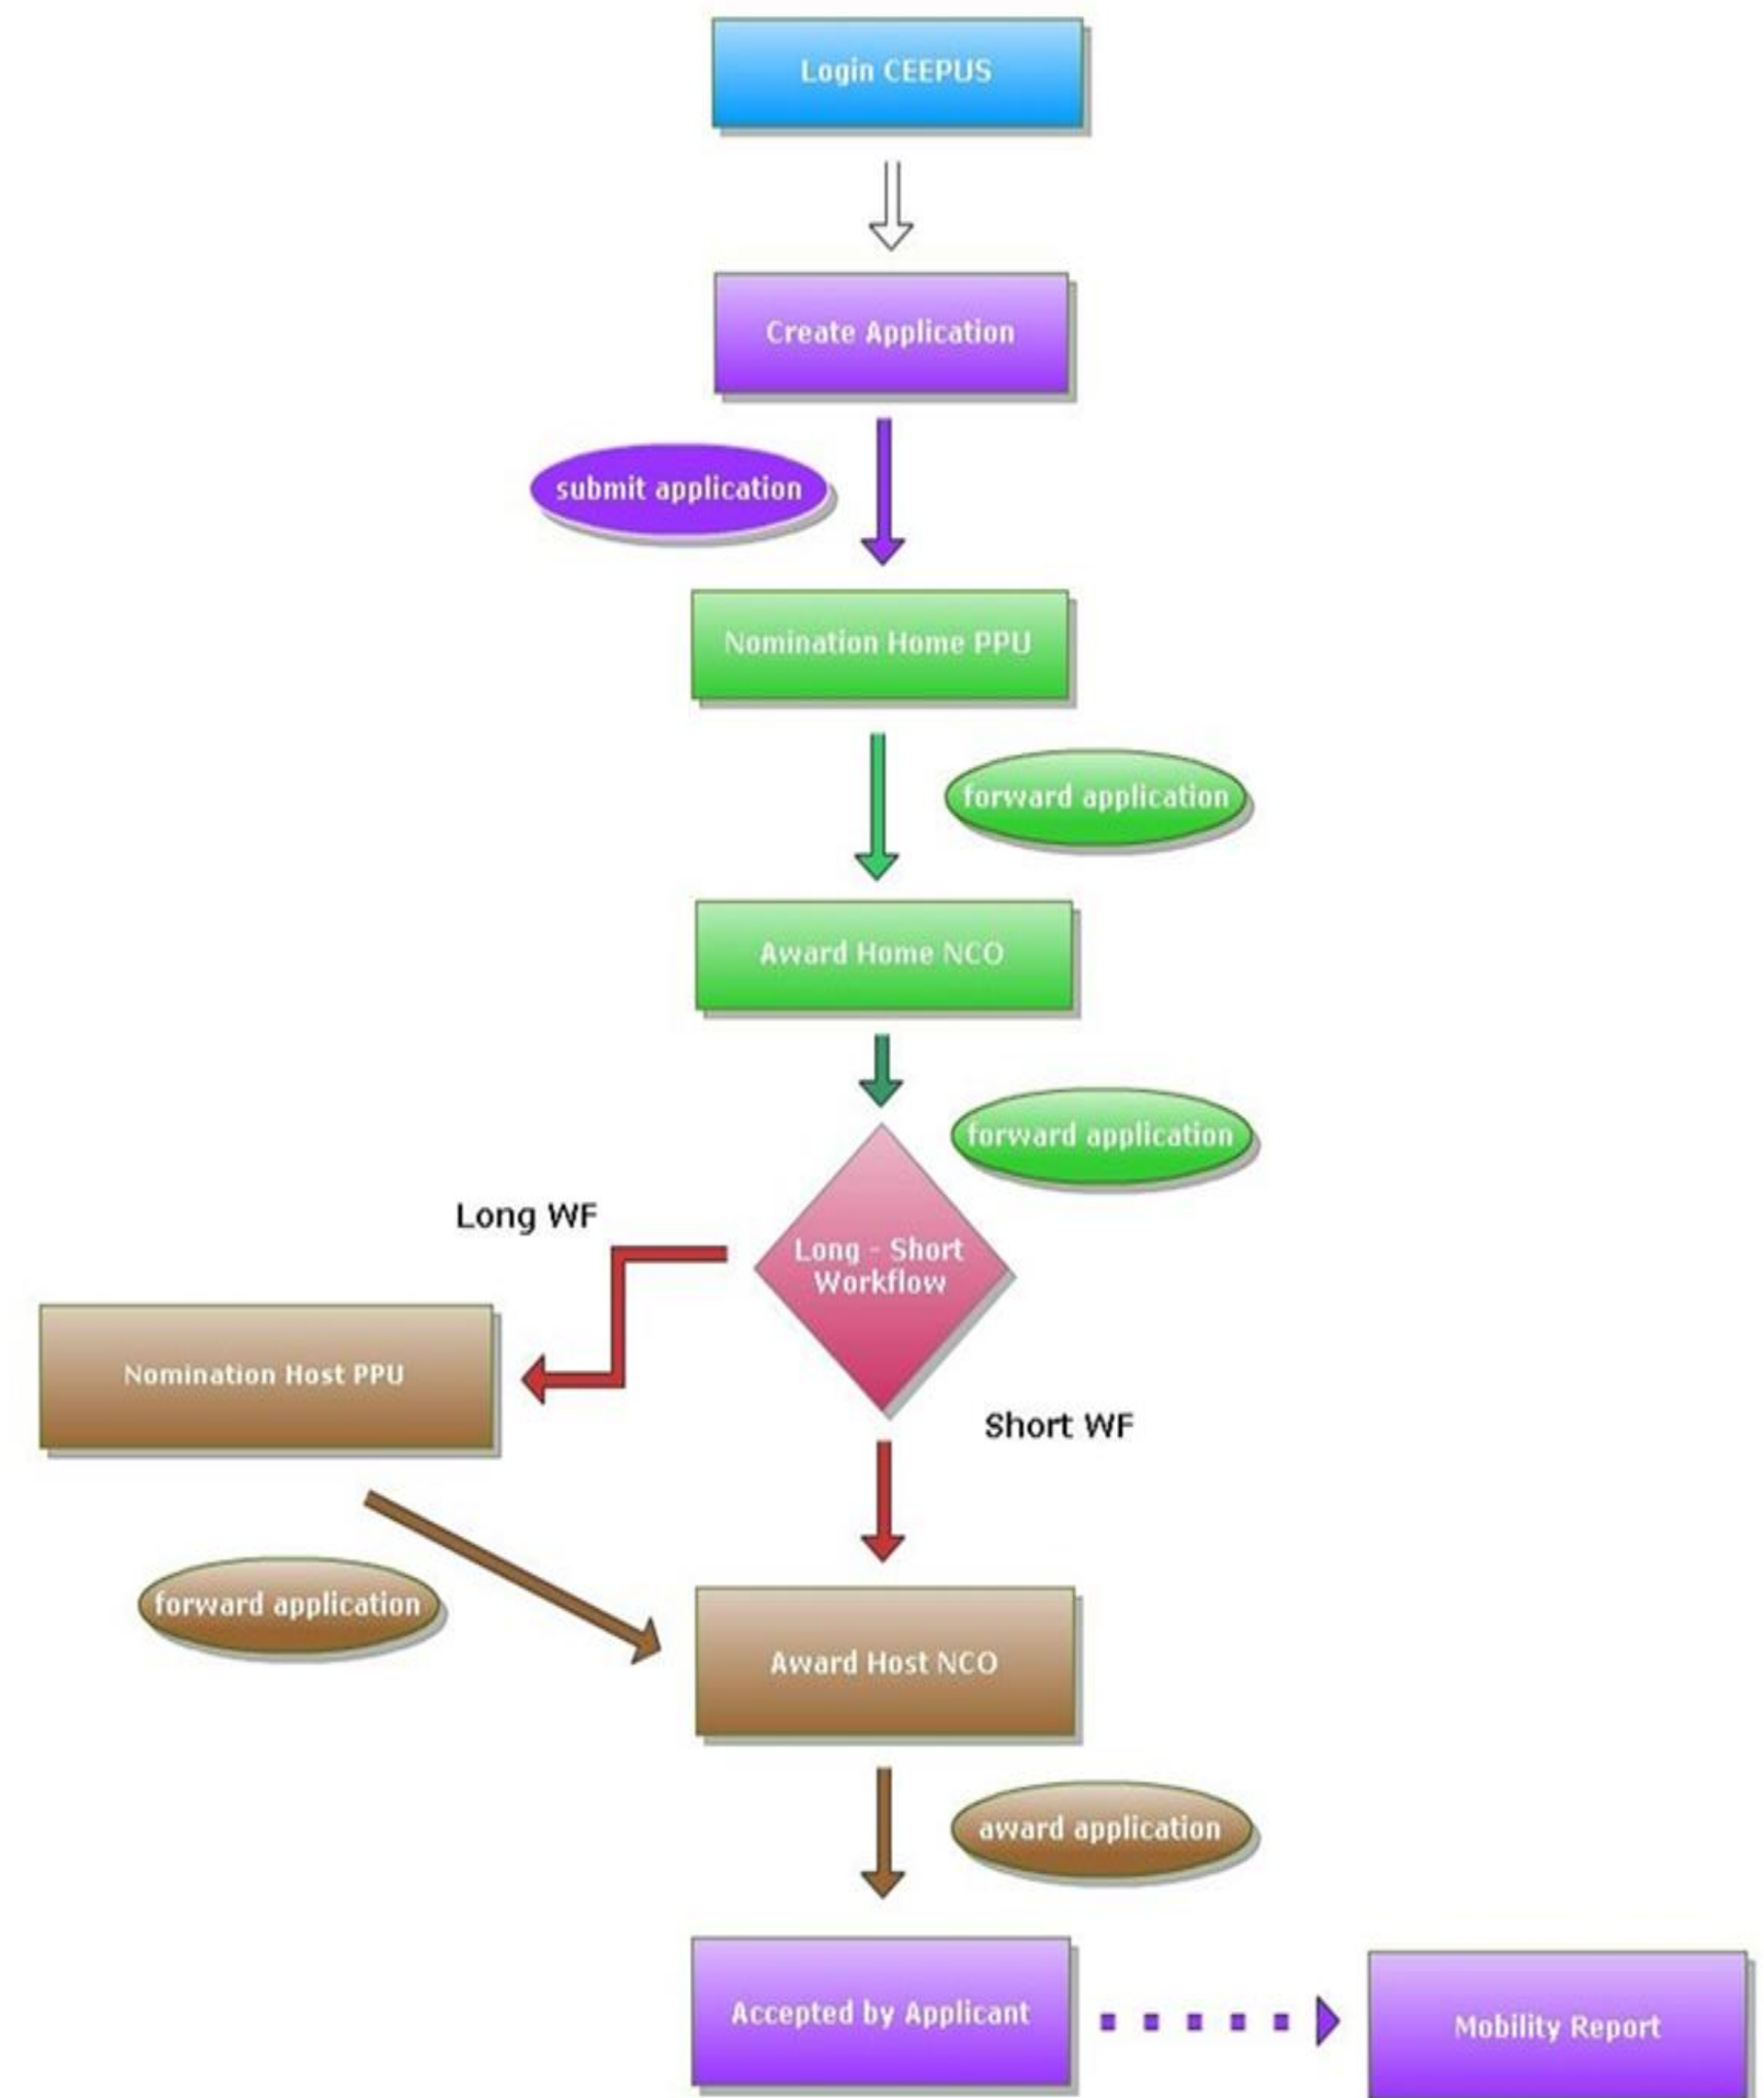 Login CEEPUS
Create Application
submit application
Nomination Home PPU
forward application
Award Home NCO
forward application
Long WF
Long - Short
Workflow
Nomination Host PPU
Short WF
forward application
Award Host NCO
award application
Accepted by Applicant
Mobility Report